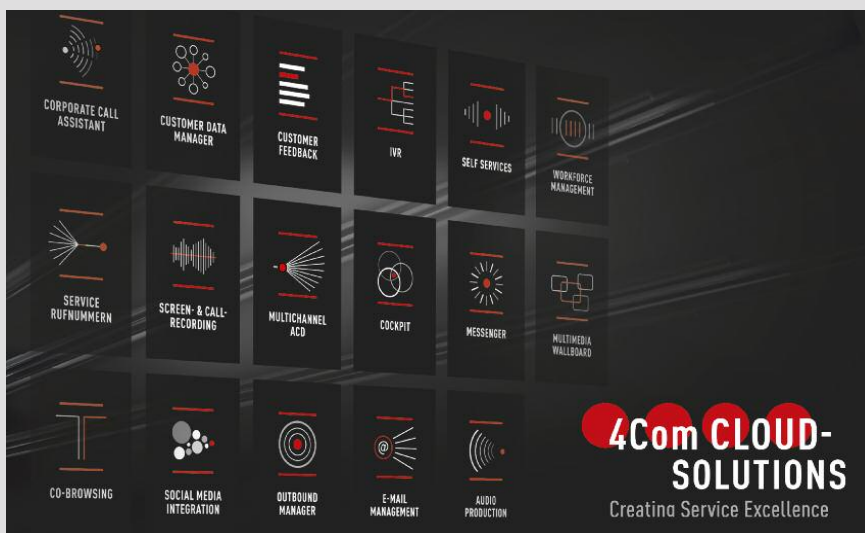 CORPORATE CALL
ASSISTANT
CUSTOMER DATA
MANAGER
CUSTOMER
FEEDBACK
IVR
SELF SERVICES
WORKFORCE
MANAGEMENT
SERVICE
RUFNUMMERN
SCREEN- & CALL-
RECORDING
MULTICHANNEL
ACD
COCKPIT
MESSENGER
MULTIMEDIA
WALLBOARD
CO-BROWSING
SOCIAL MEDIA
INTEGRATION
OUTBOUND
MANAGER
@
E-MAIL
MANAGEMENT
AUDIO
PRODUCTION
4Com CLOUD-
SOLUTIONS
Creating Service Excellence